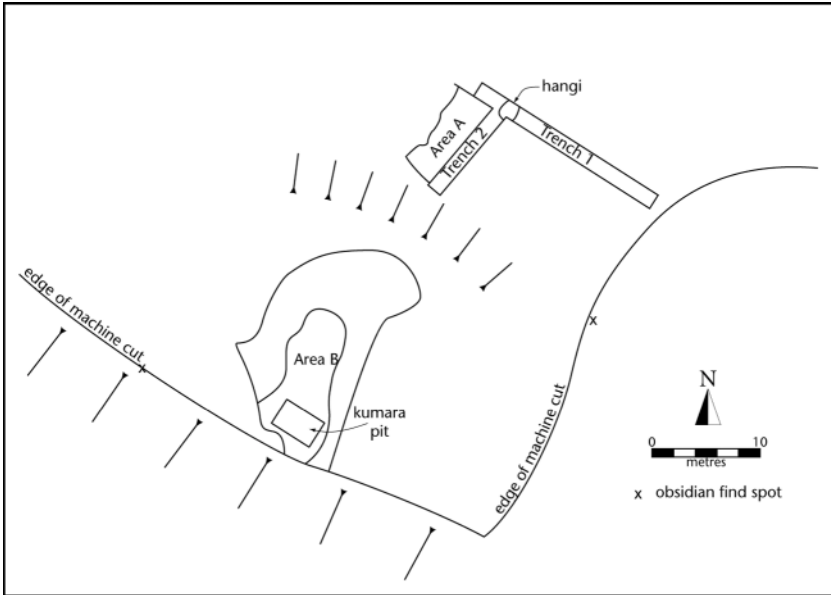 hangi
Area A
Trench 2
Trench 1
edge of machine cut
Area B
kumara
pit
edge of machine cut
N
0 10
metres
x
x
x obsidian find spot